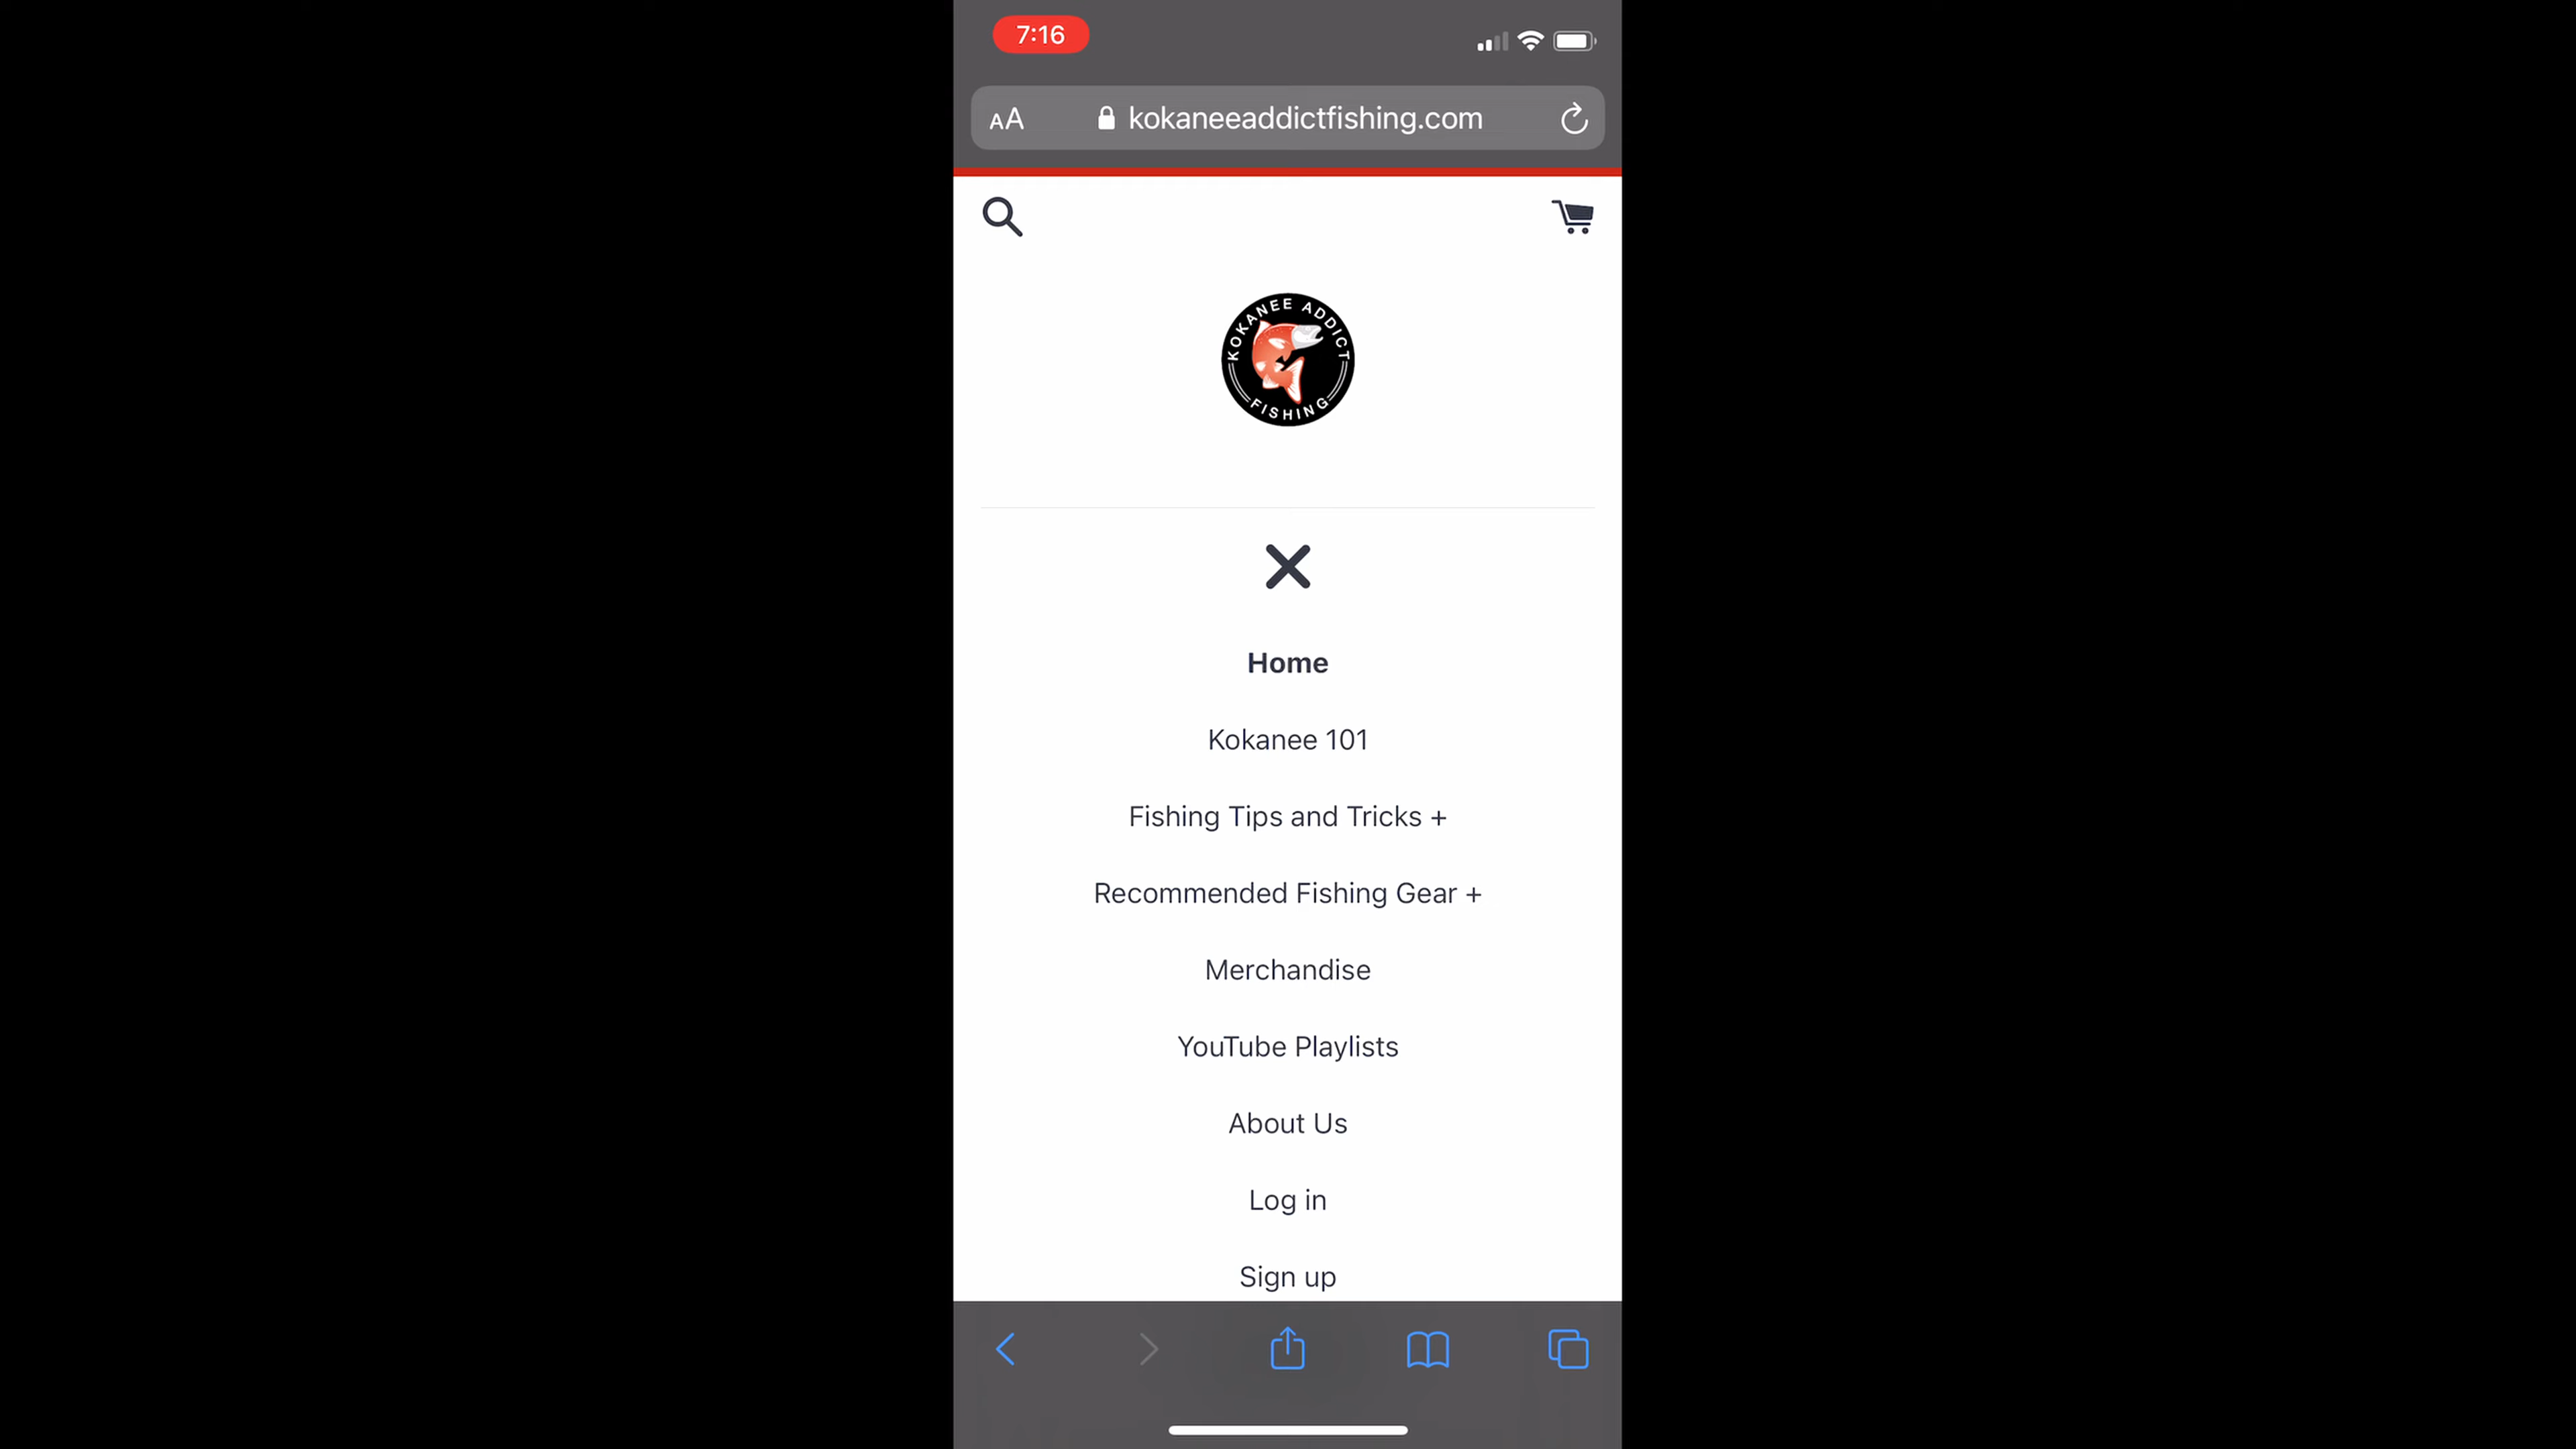 7:16
AA kokaneeaddictfishing.com
KOKANEE ADDICT
FISHING
Home
Kokanee 101
Fishing Tips and Tricks +
Recommended Fishing Gear +
Merchandise
YouTube Playlists
About Us
Log in
Sign up